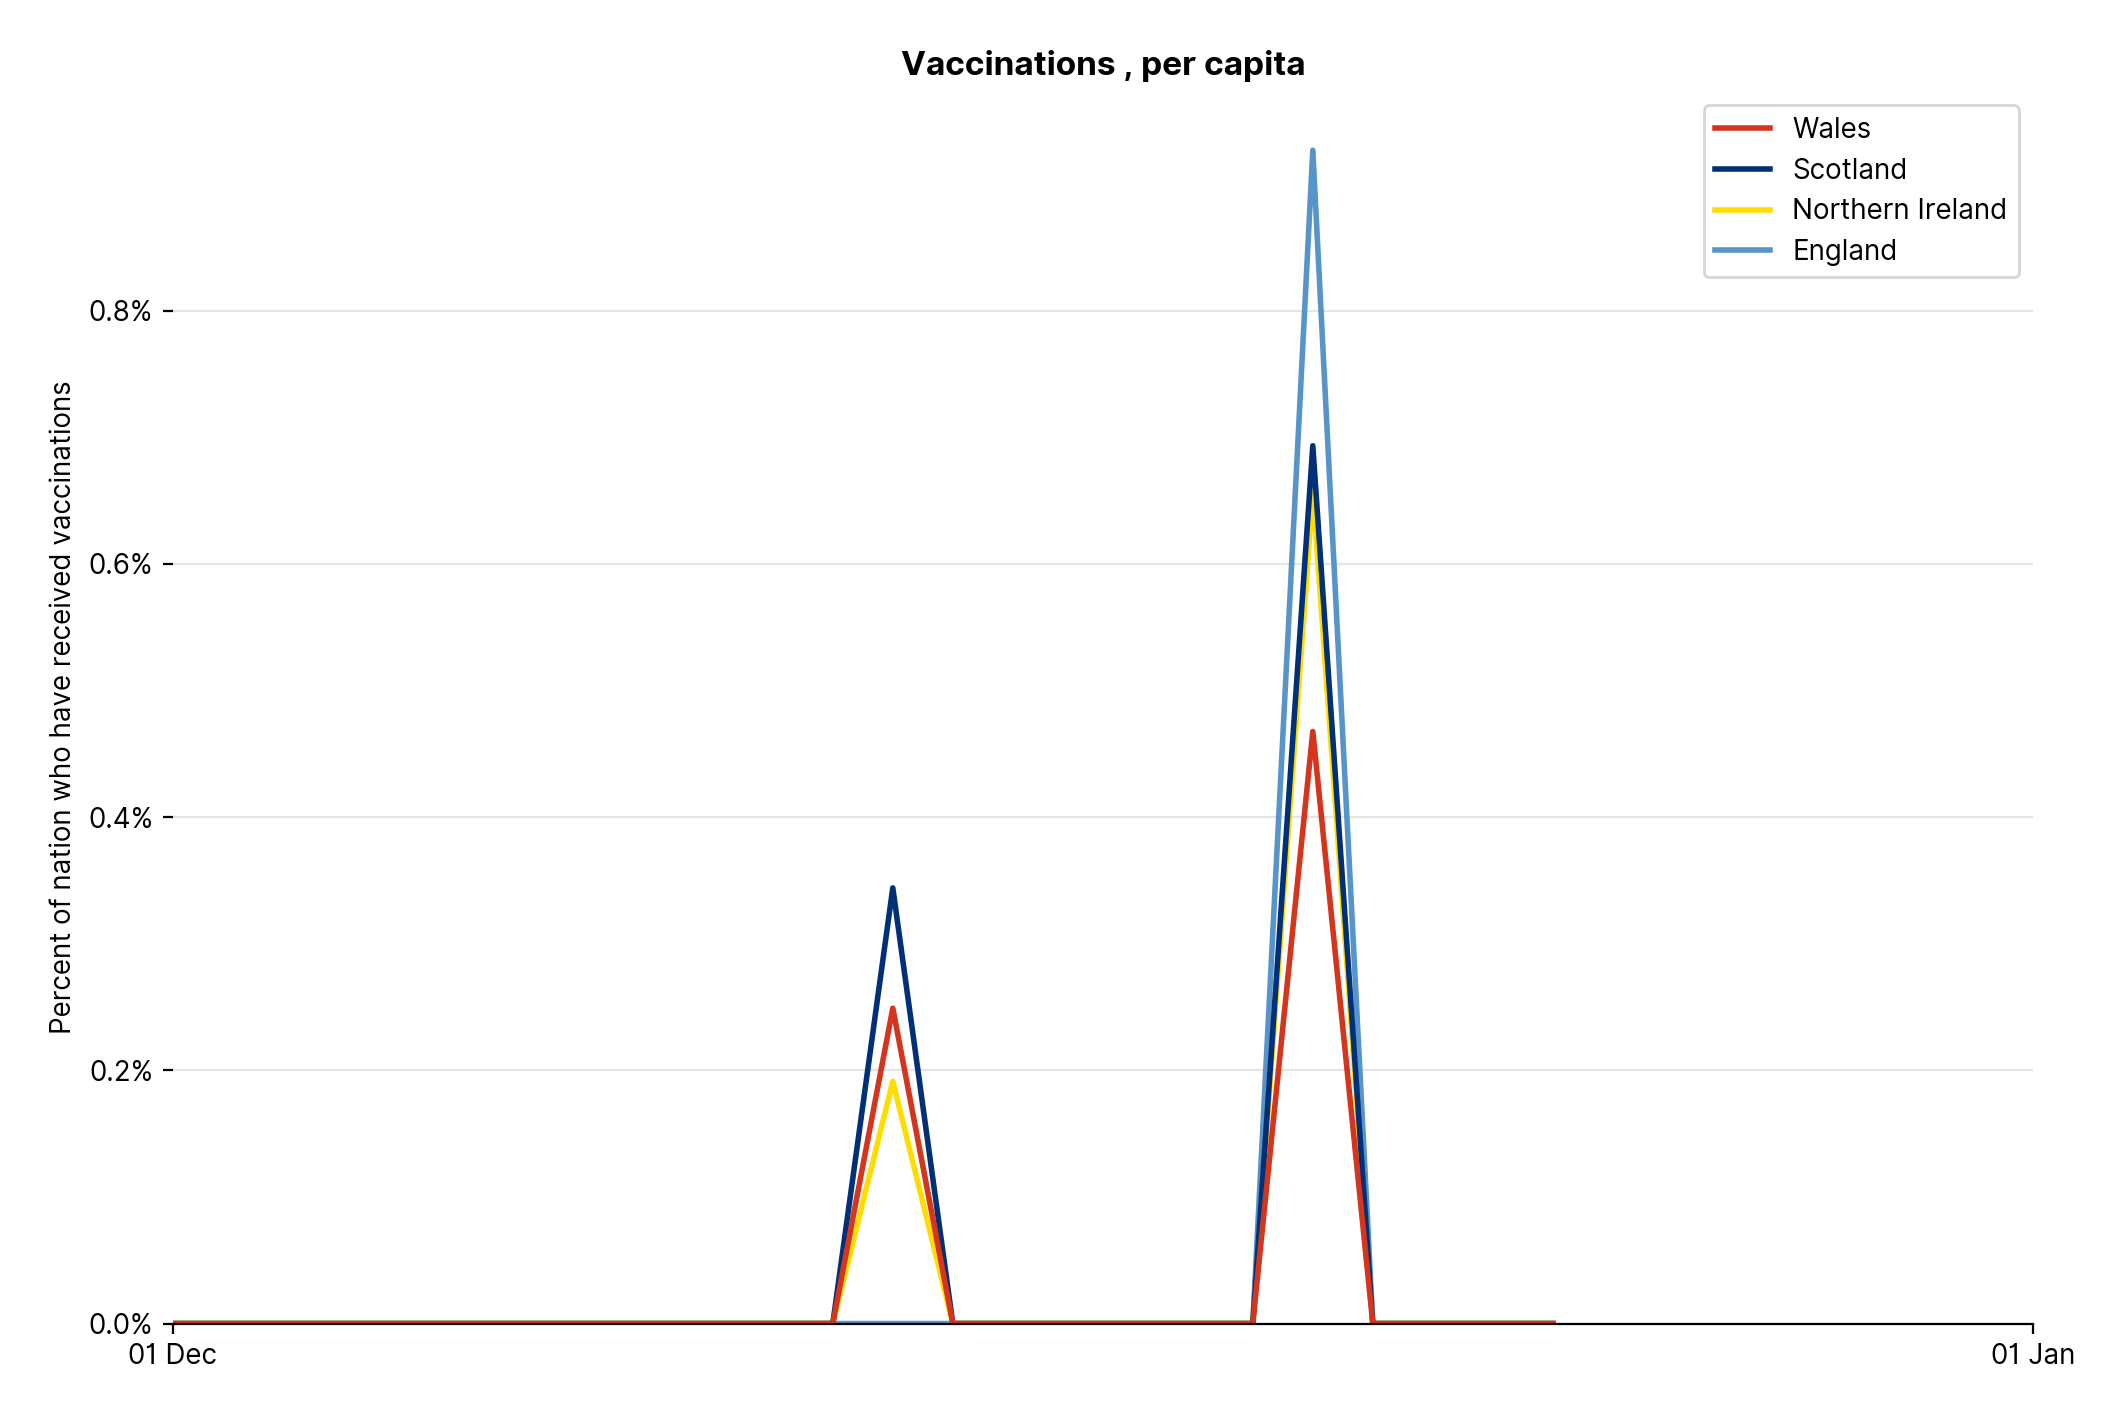 Vaccinations , per capita
Wales
Scotland
Northern Ireland
England
Percent of nation who have received vaccinations
0.8%
0.6%
0.4%
0.2%
0.0%
01 Dec
01 Jan